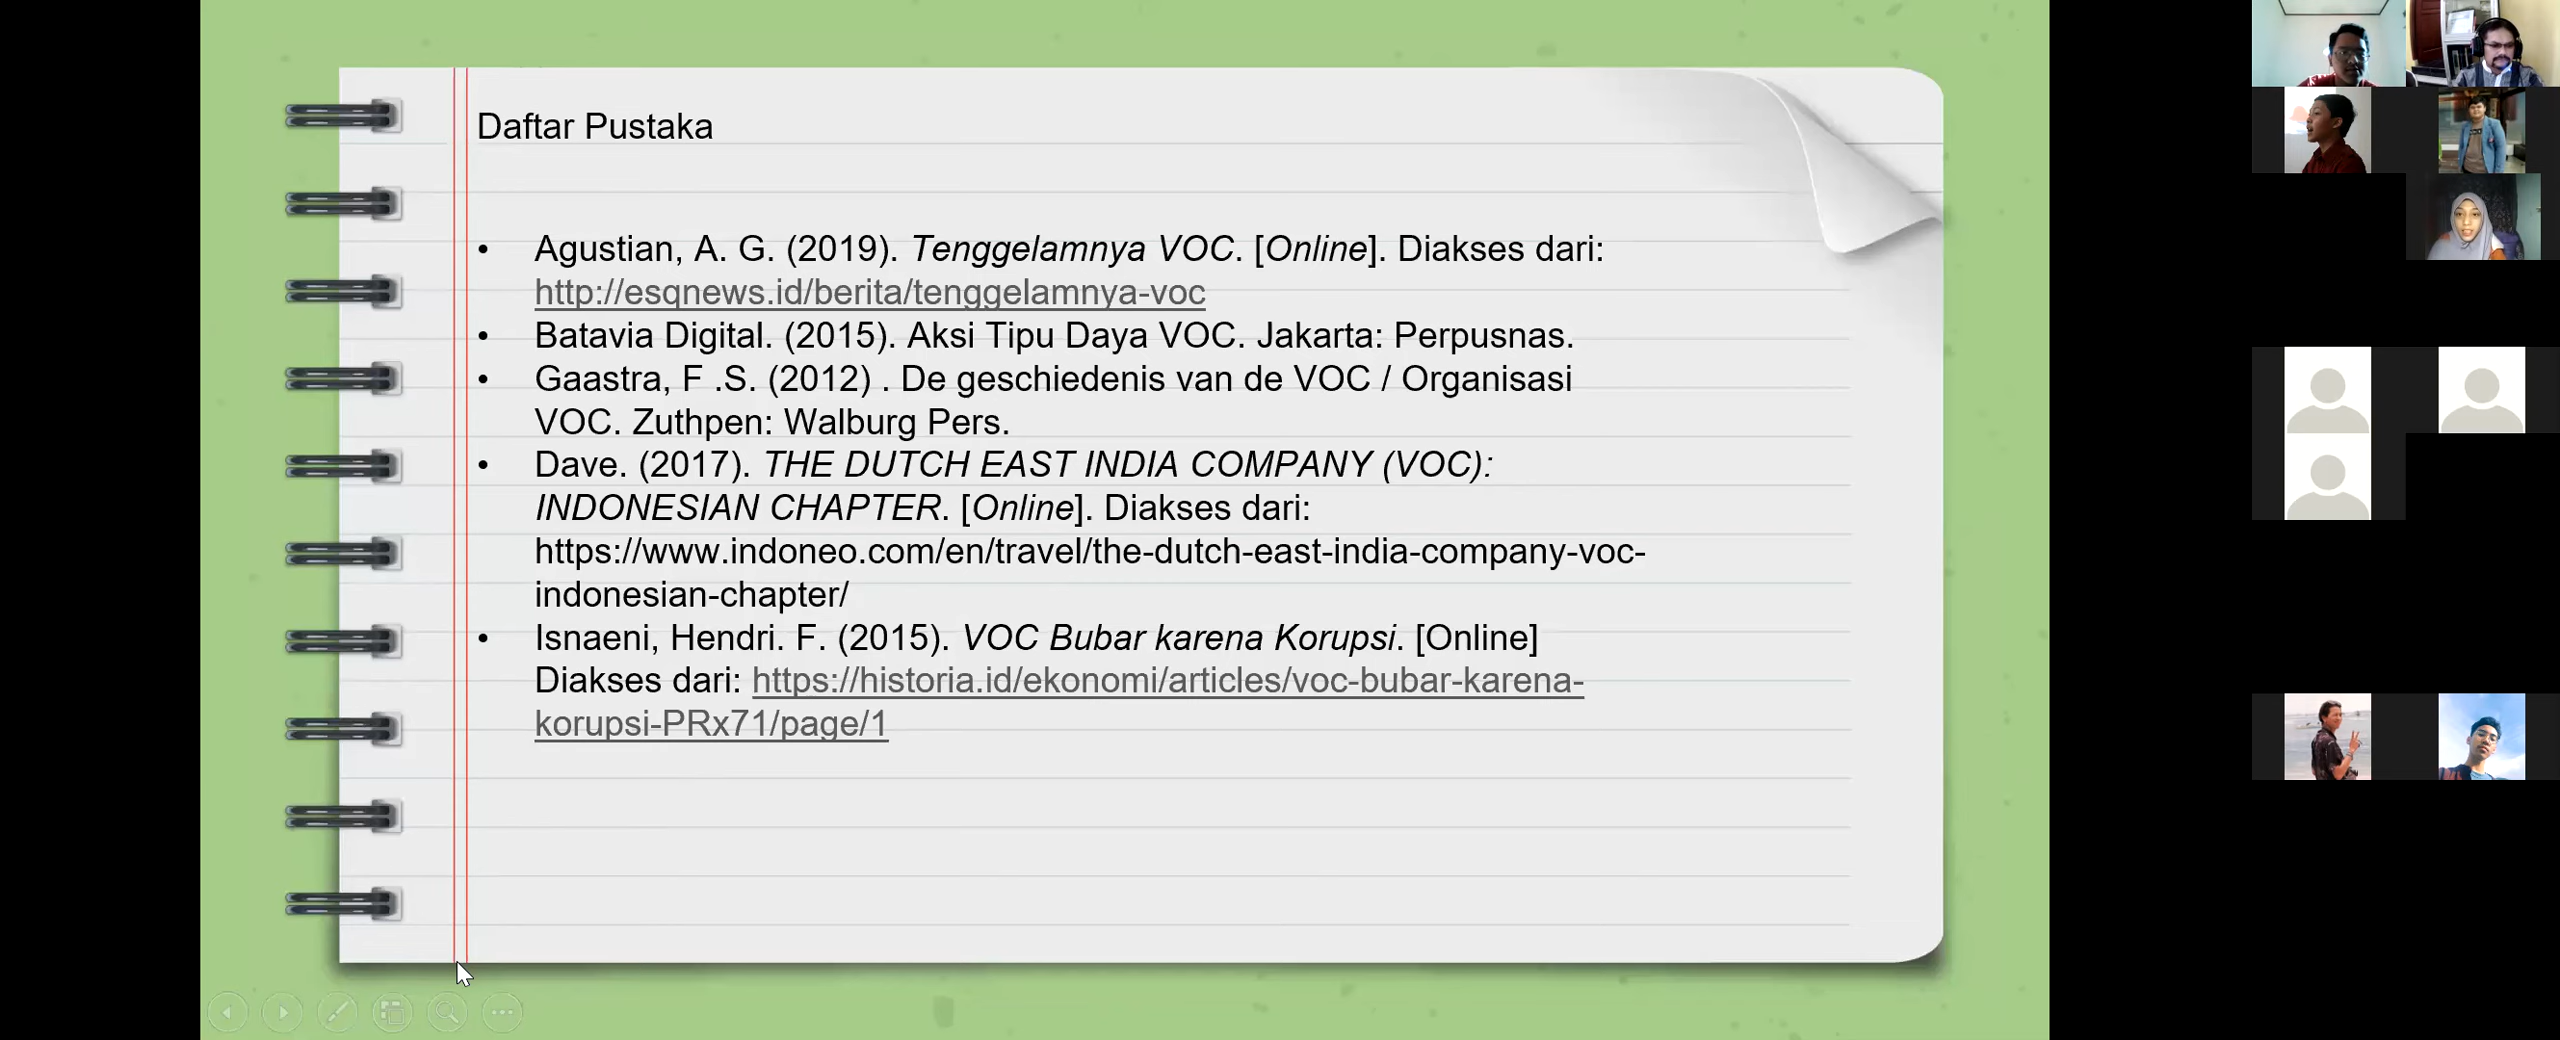 Daftar Pustaka
• Agustian, A. G. (2019). Tenggelamnya VOC. [Online]. Diakses dari:
http://esqnews.id/berita/tenggelamnya-voc
• Batavia Digital. (2015). Aksi Tipu Daya VOC. Jakarta: Perpusnas.
• Gaastra, F .S. (2012) . De geschiedenis van de VOC / Organisasi
VOC. Zuthpen: Walburg Pers.
• Dave. (2017). THE DUTCH EAST INDIA COMPANY (VOC):
INDONESIAN CHAPTER. [Online]. Diakses dari:
https://www.indoneo.com/en/travel/the-dutch-east-india-company-voc-
indonesian-chapter/
• Isnaeni, Hendri. F. (2015). VOC Bubar karena Korupsi. [Online]
Diakses dari: https://historia.id/ekonomi/articles/voc-bubar-karena-
korupsi-PRx71/page/1